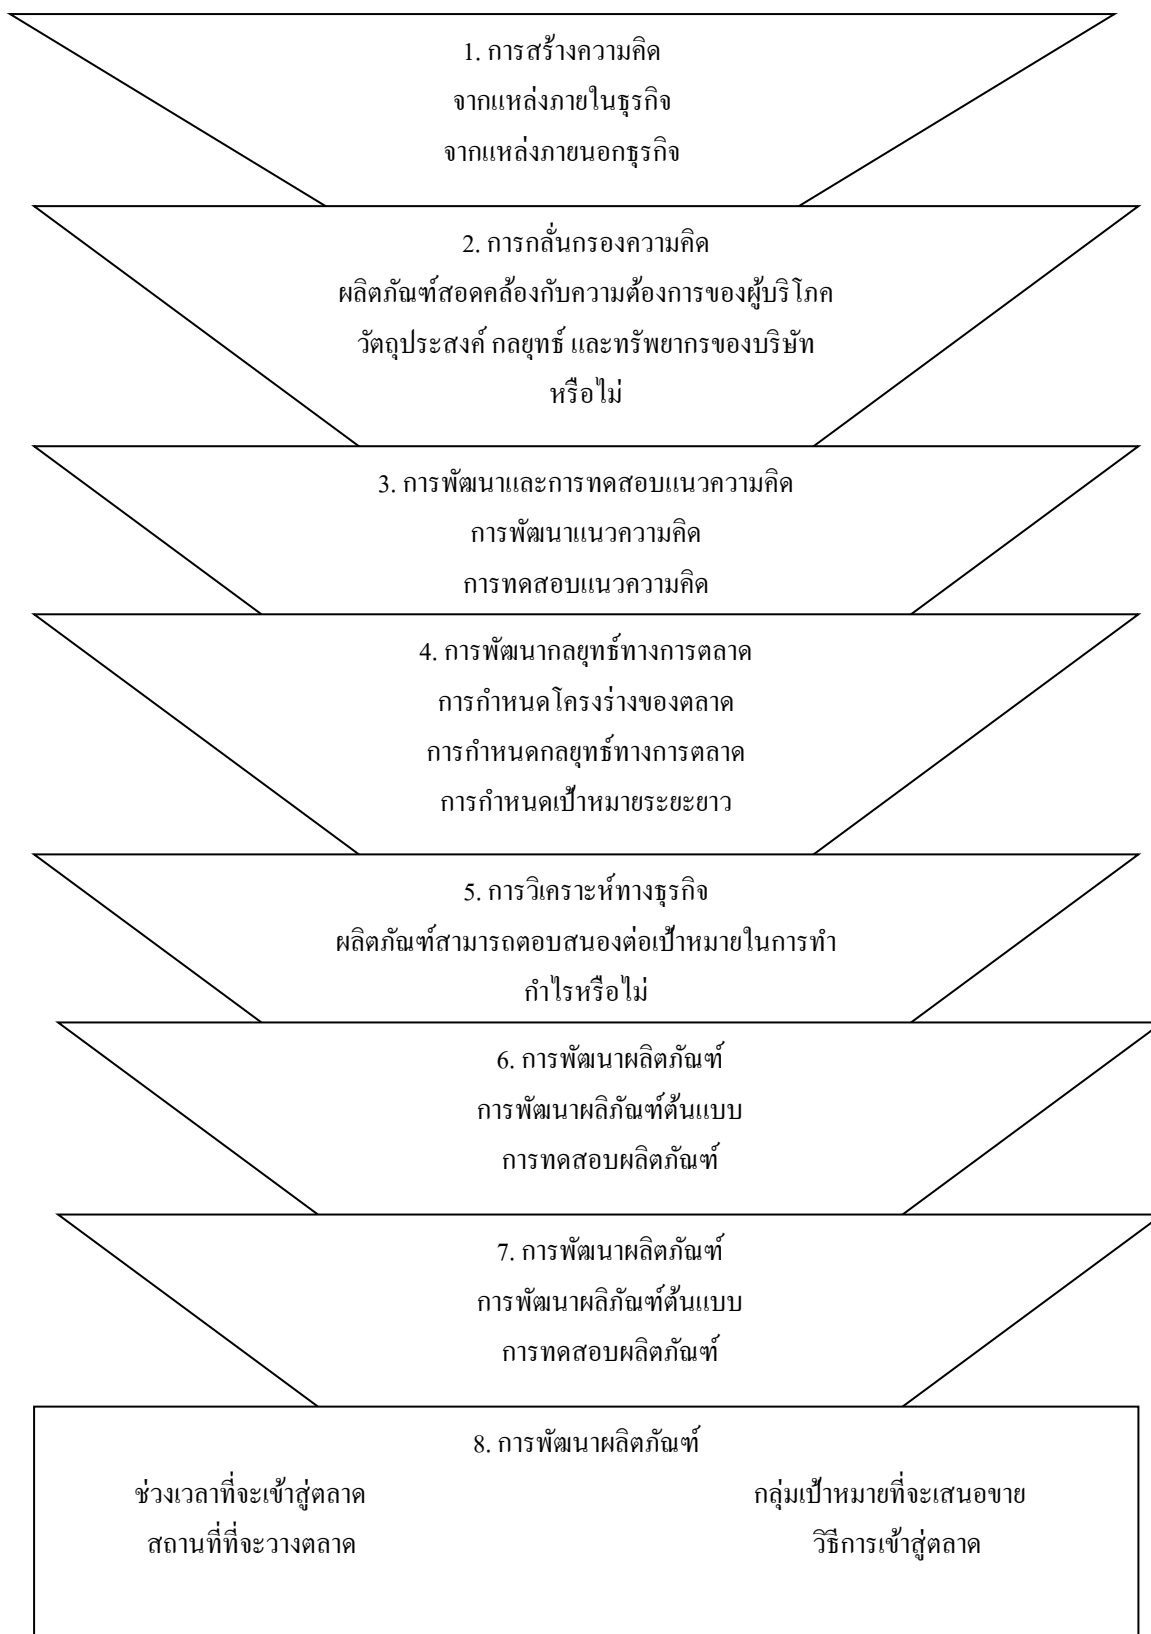 1. การสร้างความคิด
จากแหล่งภายในธุรกิจ
จากแหล่งภายนอกธุรกิจ
2. การกลั่นกรองความคิด
ผลิตภัณฑ์สอดคล้องกับความต้องการของผู้บริโภค
วัตถุประสงค์ กลยุทธ์ และทรัพยากรของบริษัท
หรือไม่
3. การพัฒนาและการทดสอบแนวความคิด
การพัฒนาแนวความคิด
การทดสอบแนวความคิด
4. การพัฒนากลยุทธ์ทางการตลาด
การกำหนดโครงร่างของตลาด
การกำหนดกลยุทธ์ทางการตลาด
การกำหนดเป้าหมายระยะยาว
5. การวิเคราะห์ทางธุรกิจ
ผลิตภัณฑ์สามารถตอบสนองต่อเป้าหมายในการทำ
กำไรหรือไม่
6. การพัฒนาผลิตภัณฑ์
การพัฒนาผลิภัณฑ์ต้นแบบ
การทดสอบผลิตภัณฑ์
7. การพัฒนาผลิตภัณฑ์
การพัฒนาผลิภัณฑ์ต้นแบบ
การทดสอบผลิตภัณฑ์
8. การพัฒนาผลิตภัณฑ์
ช่วงเวลาที่จะเข้าสู่ตลาด กลุ่มเป้าหมายที่จะเสนอขาย
สถานที่ที่จะวางตลาด วิธีการเข้าสู่ตลาด